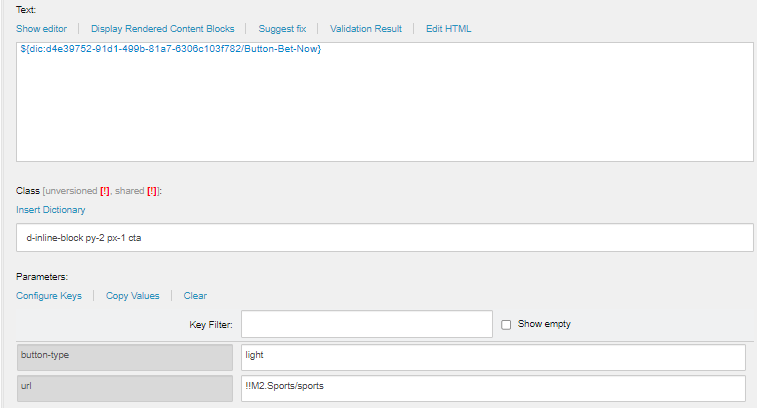 Text:
Show editor Display Rendered Content Blocks Suggest fix Validation Result Edit HTML
${dic:d4e39752-91d1-499b-81a7-6306c103f782/Button-Bet-Now}
Class [unversioned [!], shared [!]]:
Insert Dictionary
d-inline-block py-2 px-1 cta
Parameters:
Configure Keys Copy Values Clear
Key Filter: Show empty
button-type light
url !!M2.Sports/sports